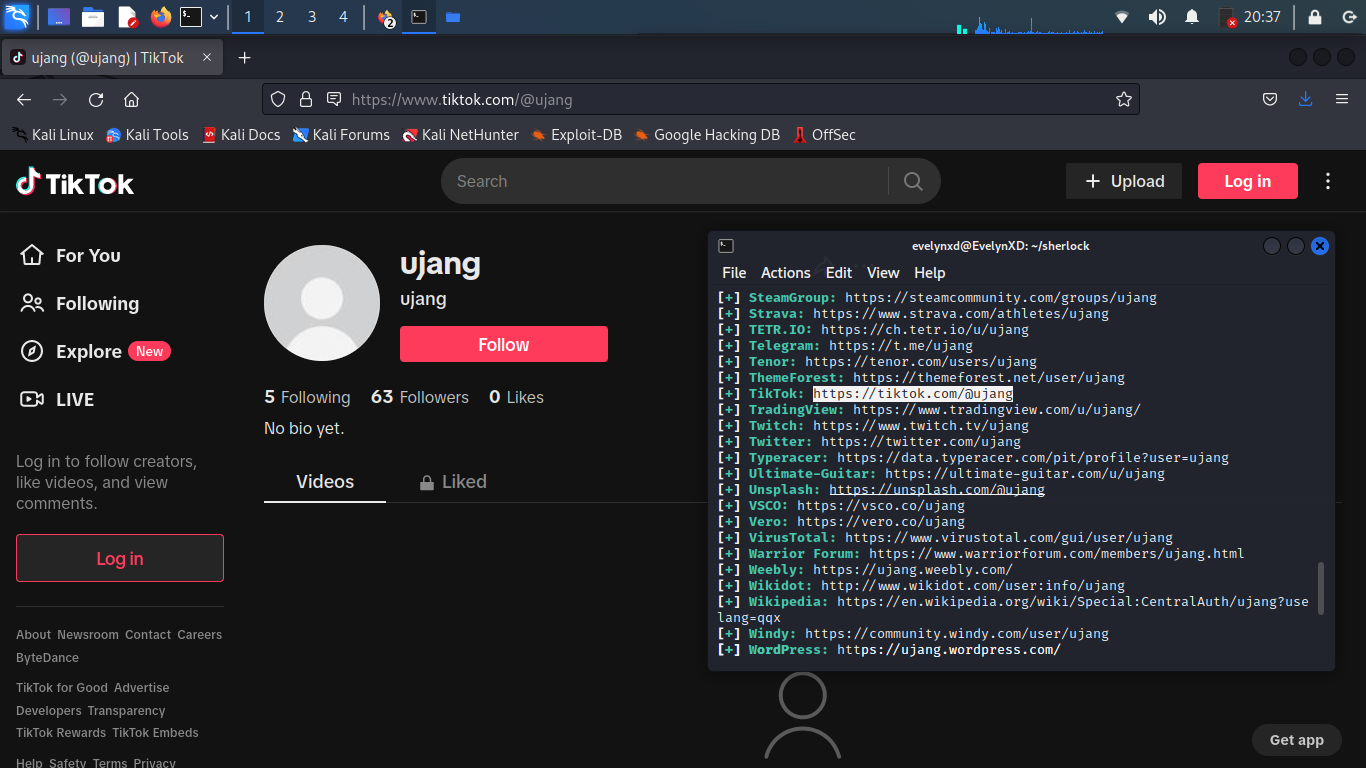 1 2 3 4 2 20:37
ujang (@ujang) | TikTok
https://www.tiktok.com/@ujang
Kali Linux Kali Tools Kali Docs Kali Forums Kali NetHunter Exploit-DB Google Hacking DB OffSec
TikTok Search Upload Log in
For You
Following
Explore New
LIVE
Log in to follow creators,
like videos, and view
comments.
Log in
About Newsroom Contact Careers
ByteDance
TikTok for Good Advertise
Developers Transparency
TikTok Rewards TikTok Embeds
Help Safety Terms Privacy
ujang
ujang
Follow
5 Following 63 Followers 0 Likes
No bio yet.
Videos Liked
evelynxd@EvelynXD: ~/sherlock
File Actions Edit View Help
[+] SteamGroup: https://steamcommunity.com/groups/ujang
[+] Strava: https://www.strava.com/athletes/ujang
[+] TETR.IO: https://ch.tetr.io/u/ujang
[+] Telegram: https://t.me/ujang
[+] Tenor: https://tenor.com/users/ujang
[+] ThemeForest: https://themeforest.net/user/ujang
[+] TikTok: https://tiktok.com/@ujang
[+] TradingView: https://www.tradingview.com/u/ujang/
[+] Twitch: https://www.twitch.tv/ujang
[+] Twitter: https://twitter.com/ujang
[+] Typeracer: https://data.typeracer.com/pit/profile?user=ujang
[+] Ultimate-Guitar: https://ultimate-guitar.com/u/ujang
[+] Unsplash: https://unsplash.com/@ujang
[+] VSCO: https://vsco.co/ujang
[+] Vero: https://vero.co/ujang
[+] VirusTotal: https://www.virustotal.com/gui/user/ujang
[+] Warrior Forum: https://www.warriorforum.com/members/ujang.html
[+] Weebly: https://ujang.weebly.com/
[+] Wikidot: http://www.wikidot.com/user:info/ujang
[+] Wikipedia: https://en.wikipedia.org/wiki/Special:CentralAuth/ujang?use
lang=qqx
[+] Windy: https://community.windy.com/user/ujang
[+] WordPress: https://ujang.wordpress.com/
Get app